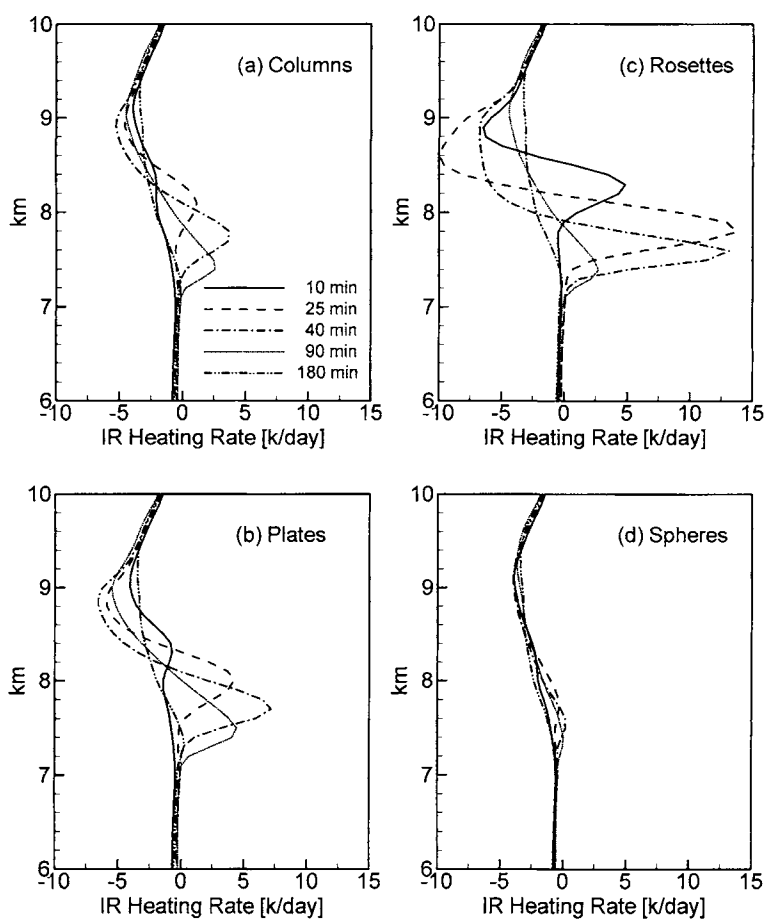 10
(a) Columns
9
km
8
7
10 min
25 min
40 min
90 min
180 min
6
-10
-5
0
5
10
15
IR Heating Rate [k/day]
10
(c) Rosettes
9
km
8
7
6
-10
-5
0
5
10
15
IR Heating Rate [k/day]
10
(b) Plates
9
km
8
7
6
-10
-5
0
5
10
15
IR Heating Rate [k/day]
10
(d) Spheres
9
km
8
7
6
-10
-5
0
5
10
15
IR Heating Rate [k/day]